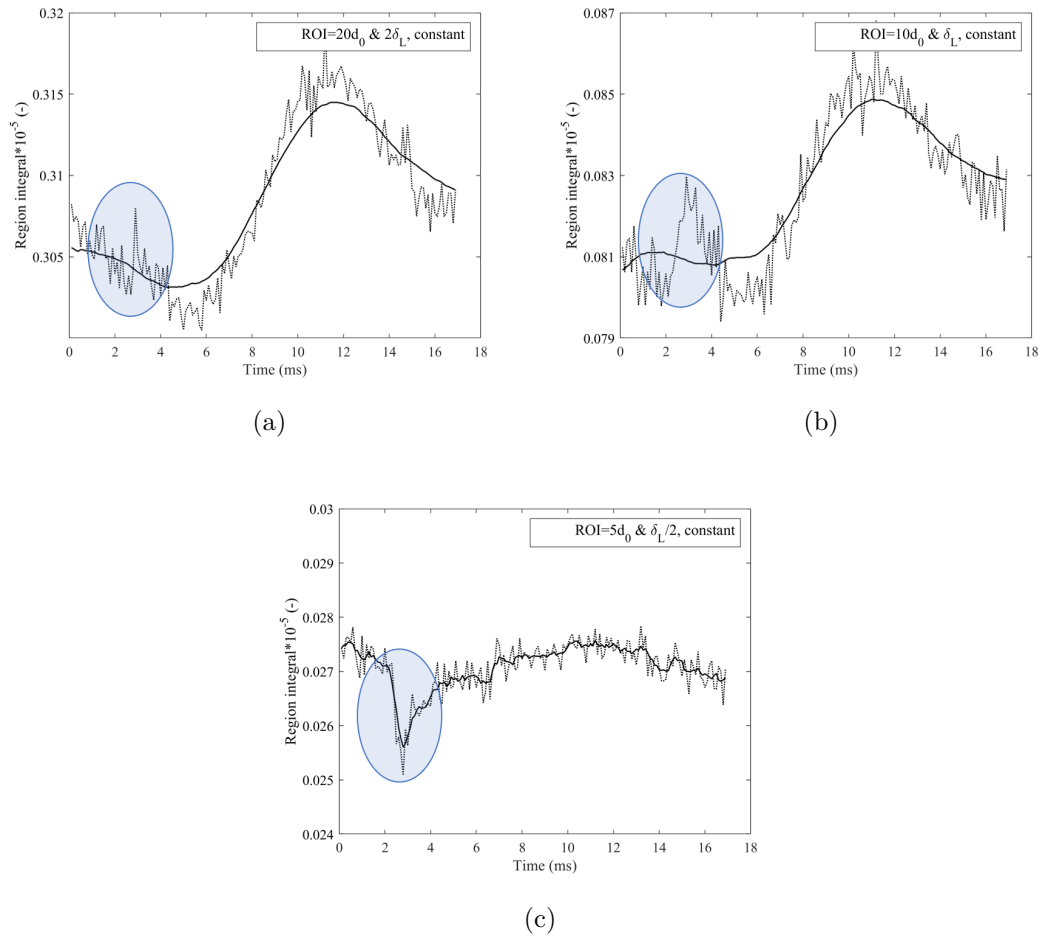 0.32
ROI=20d0 & 2δL, constant
0.315
0.31
0.305
Region integral*10-5 (-)
0 2 4 6 8 10 12 14 16 18
Time (ms)
(a)
0.087
ROI=10d0 & δL, constant
0.085
0.083
0.081
0.079
Region integral*10-5 (-)
0 2 4 6 8 10 12 14 16 18
Time (ms)
(b)
0.03
ROI=5d0 & δL/2, constant
0.029
0.028
0.027
0.026
0.025
0.024
Region integral*10-5 (-)
0 2 4 6 8 10 12 14 16 18
Time (ms)
(c)